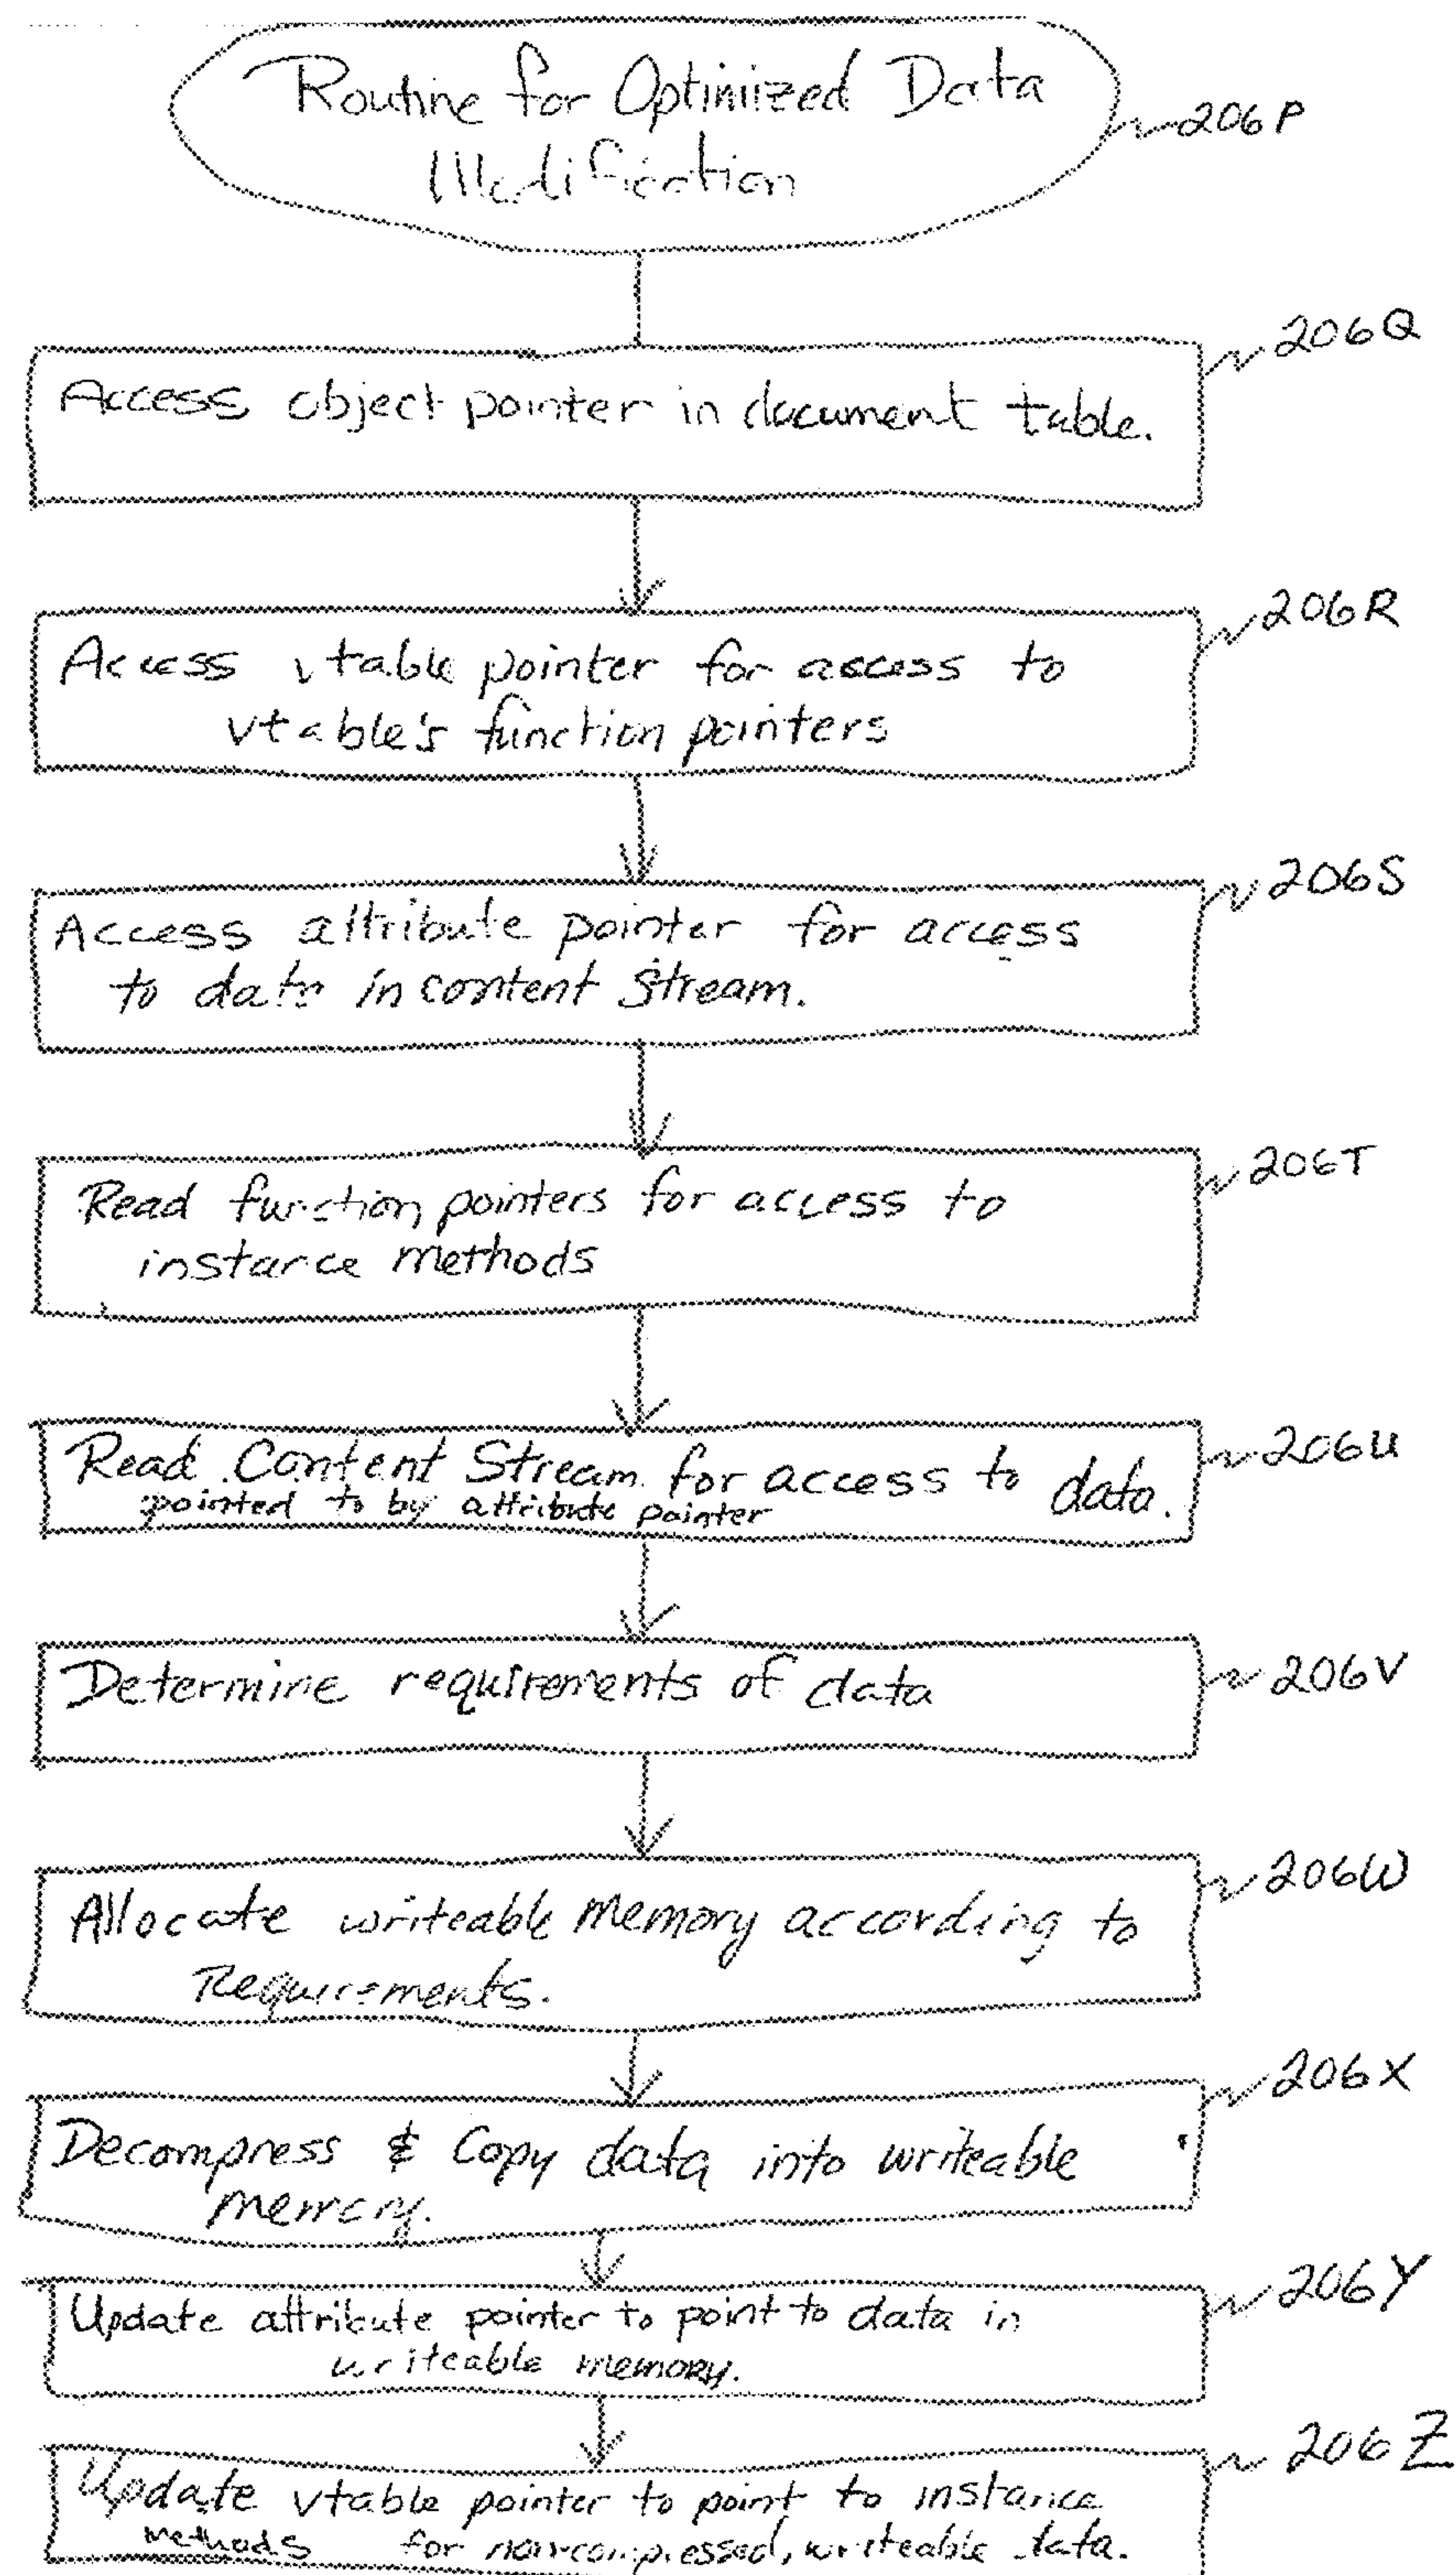 Routine for Optimized Data
Modification
206P
206Q
Access object pointer in document table.
206R
Access vtable pointer for access to
vtable's function pointers
206S
Access attribute pointer for access
to data in content stream.
206T
Read function pointers for access to
instance methods
206U
Read Content Stream for access to data.
pointed to by attribute pointer
206V
Determine requirements of data
206W
Allocate writeable memory according to
Requirements.
206X
Decompress & Copy data into writeable
memory.
206Y
Update attribute pointer to point to data in
writeable memory.
206Z
Update vtable pointer to point to instance
methods for non-compressed, writeable data.